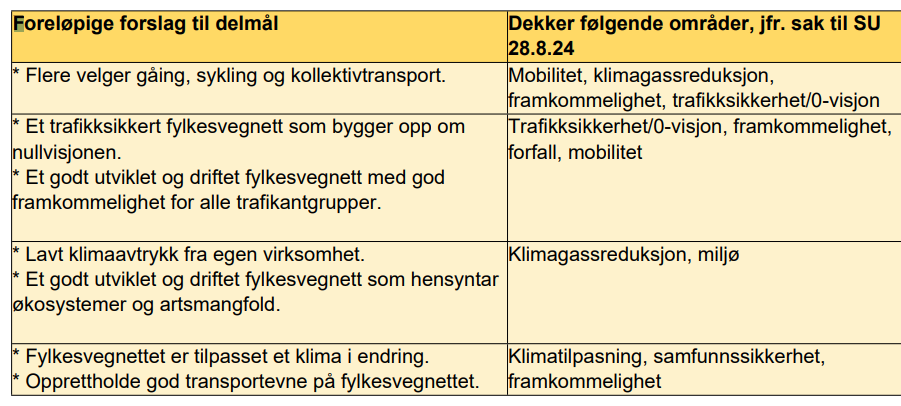 Foreløpige forslag til delmål
Dekker følgende områder, jfr. sak til SU
28.8.24
* Flere velger gåing, sykling og kollektivtransport.
Mobilitet, klimagassreduksjon,
framkommelighet, trafikksikkerhet/0-visjon
* Et trafikksikkert fylkesvegnett som bygger opp om
nullvisjonen.
* Et godt utviklet og driftet fylkesvegnett med god
framkommelighet for alle trafikantgrupper.
Trafikksikkerhet/0-visjon, framkommelighet,
forfall, mobilitet
* Lavt klimaavtrykk fra egen virksomhet.
* Et godt utviklet og driftet fylkesvegnett som hensyntar
økosystemer og artsmangfold.
Klimagassreduksjon, miljø
* Fylkesvegnettet er tilpasset et klima i endring.
* Opprettholde god transportevne på fylkesvegnettet.
Klimatilpasning, samfunnssikkerhet,
framkommelighet